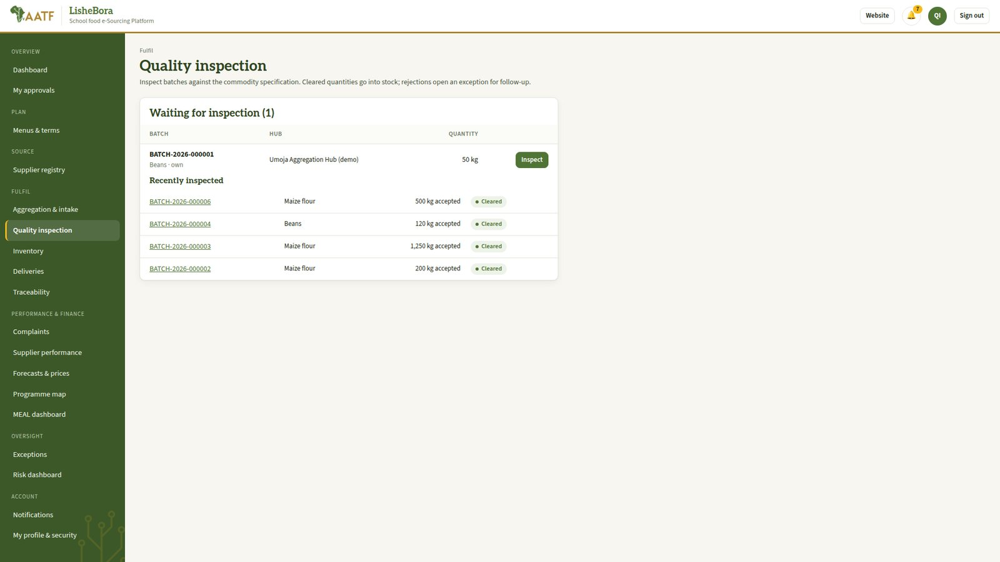 AATF
LisheBora
School food e-Sourcing Platform
Website
7
QI
Sign out
OVERVIEW
Dashboard
My approvals
PLAN
Menus & terms
SOURCE
Supplier registry
FULFIL
Aggregation & intake
Quality inspection
Inventory
Deliveries
Traceability
PERFORMANCE & FINANCE
Complaints
Supplier performance
Forecasts & prices
Programme map
MEAL dashboard
OVERSIGHT
Exceptions
Risk dashboard
ACCOUNT
Notifications
My profile & security
Fulfil
Quality inspection
Inspect batches against the commodity specification. Cleared quantities go into stock; rejections open an exception for follow-up.
Waiting for inspection (1)
BATCH HUB QUANTITY
BATCH-2026-000001
Beans · own
Umoja Aggregation Hub (demo) 50 kg Inspect
Recently inspected
BATCH-2026-000006 Maize flour 500 kg accepted Cleared
BATCH-2026-000004 Beans 120 kg accepted Cleared
BATCH-2026-000003 Maize flour 1,250 kg accepted Cleared
BATCH-2026-000002 Maize flour 200 kg accepted Cleared